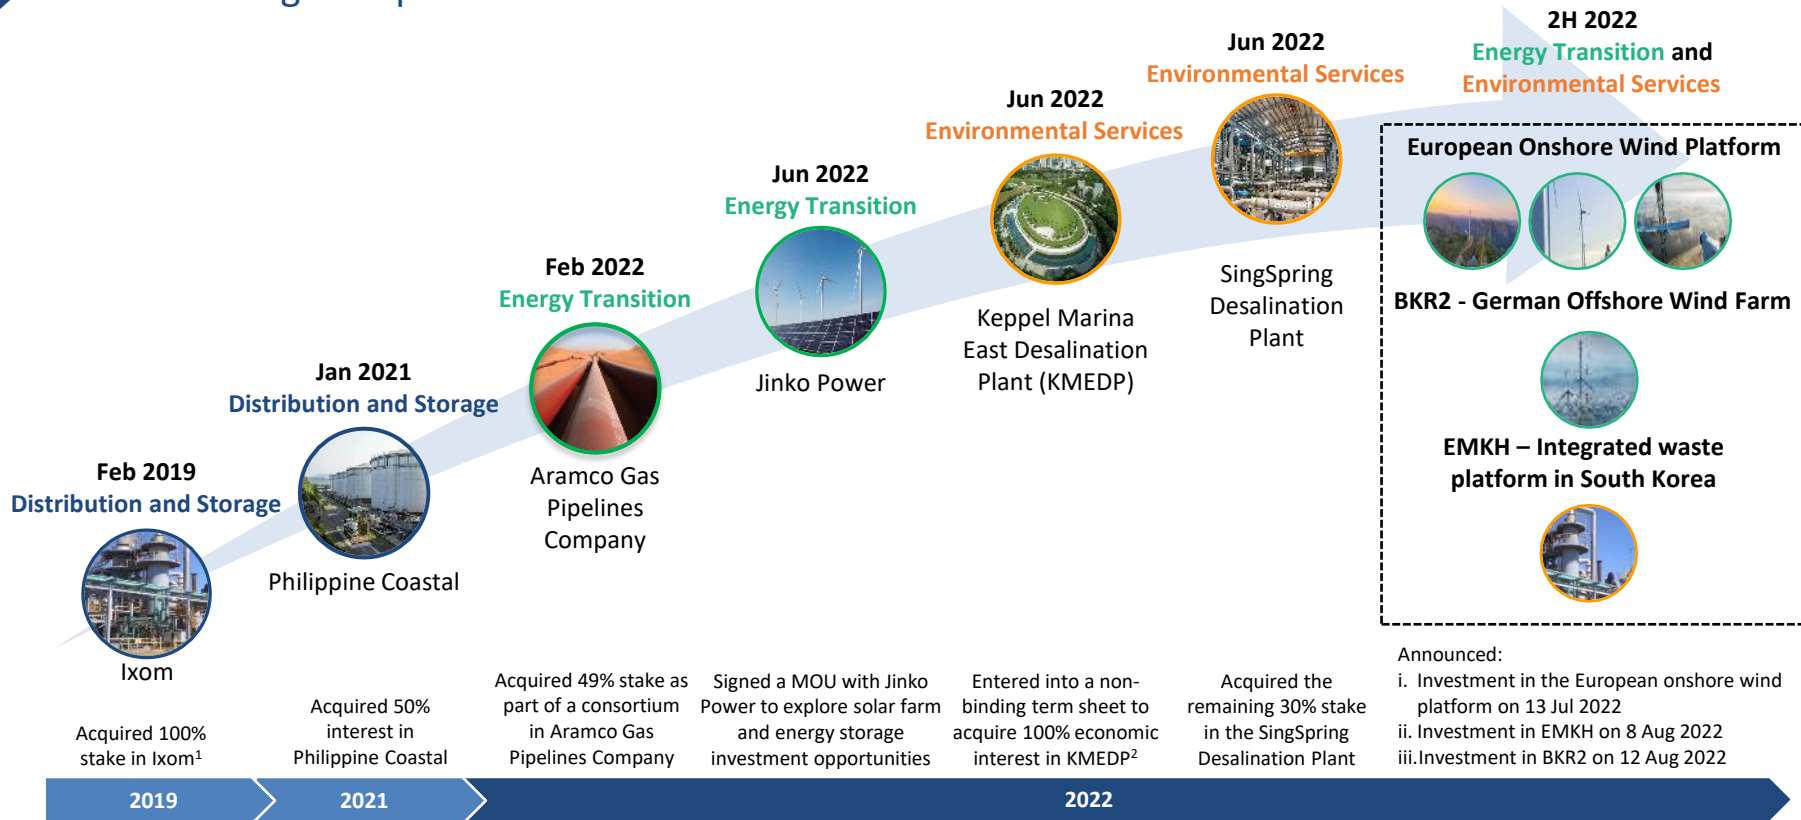 Feb 2019
Distribution and Storage
Ixom
Acquired 100%
stake in Ixom1
Jan 2021
Distribution and Storage
Philippine Coastal
Acquired 50%
interest in
Philippine Coastal
Feb 2022
Energy Transition
Aramco Gas
Pipelines
Company
Acquired 49% stake as
part of a consortium
in Aramco Gas
Pipelines Company
Jun 2022
Energy Transition
Jinko Power
Signed a MOU with Jinko
Power to explore solar farm
and energy storage
investment opportunities
Jun 2022
Environmental Services
Keppel Marina
East Desalination
Plant (KMEDP)
Entered into a non-
binding term sheet to
acquire 100% economic
interest in KMEDP2
Jun 2022
Environmental Services
SingSpring
Desalination
Plant
Acquired the
remaining 30% stake
in the SingSpring
Desalination Plant
2H 2022
Energy Transition and
Environmental Services
European Onshore Wind Platform
BKR2 - German Offshore Wind Farm
EMKH – Integrated waste
platform in South Korea
Announced:
i. Investment in the European onshore wind
platform on 13 Jul 2022
ii. Investment in EMKH on 8 Aug 2022
iii.Investment in BKR2 on 12 Aug 2022
2019
2021
2022